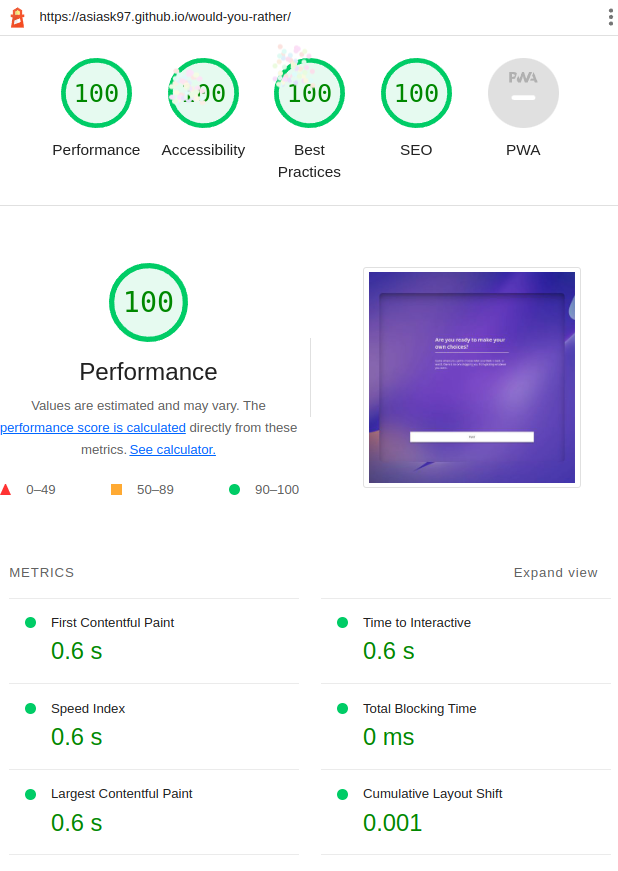 https://asiask97.github.io/would-you-rather/
100 100 100 100 PWA
Performance Accessibility Best Practices SEO PWA
100
Performance
Values are estimated and may vary. The
performance score is calculated directly from these
metrics. See calculator.
0–49 50–89 90–100
Are you ready to make your
own choices?
METRICS Expand view
First Contentful Paint
0.6 s
Time to Interactive
0.6 s
Speed Index
0.6 s
Total Blocking Time
0 ms
Largest Contentful Paint
0.6 s
Cumulative Layout Shift
0.001